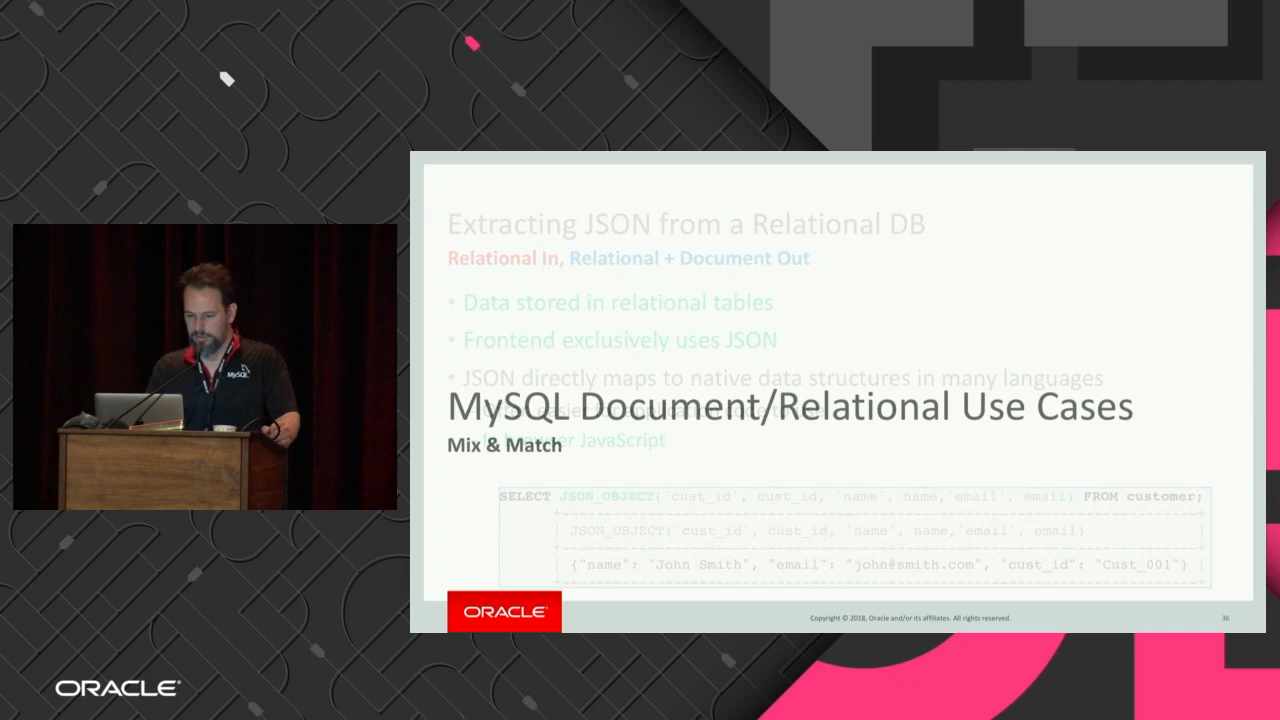 Extracting JSON from a Relational DB
Relational In, Relational + Document Out
• Data stored in relational tables
• Frontend exclusively uses JSON
• JSON directly maps to native data structures in many languages
MySQL Document/Relational Use Cases
browser JavaScript
Mix & Match
SELECT JSON_OBJECT('cust_id', cust_id, 'name', name,'email', email) FROM customer;
JSON_OBJECT('cust_id', cust_id, 'name', name,'email', email)
{"name": "John Smith", "email": "john@smith.com", "cust_id": "Cust_001"}
ORACLE
Copyright © 2018, Oracle and/or its affiliates. All rights reserved.
36
MySQL
ORACLE